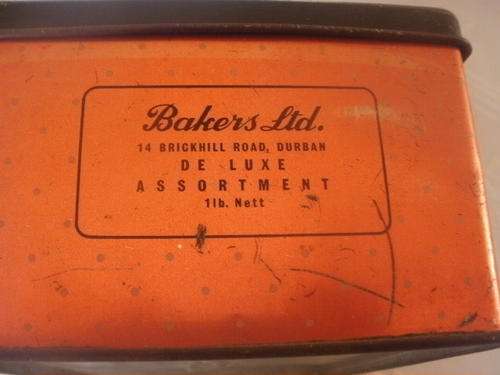 Bakers Ltd.
14 BRICKHILL ROAD, DURBAN
DE LUXE
ASSORTMENT
1lb. Nett